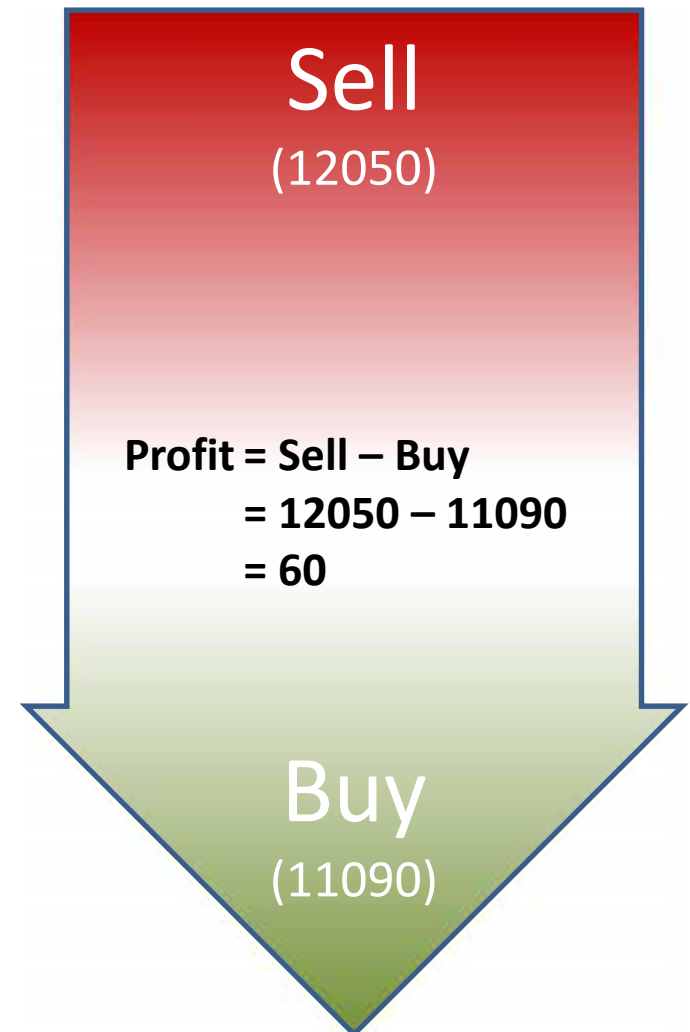 Sell
(12050)
Profit = Sell – Buy
= 12050 – 11090
= 60
Buy
(11090)